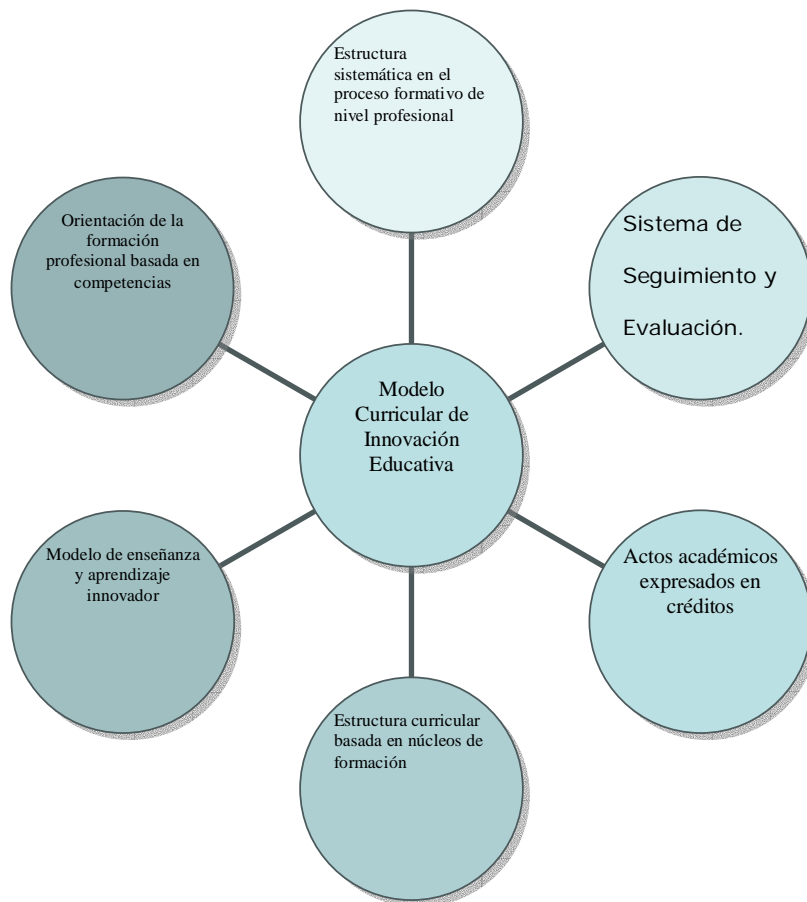 Estructura
sistemática en el
proceso formativo de
nivel profesional
Sistema de
Seguimiento y
Evaluación.
Orientación de la
formación
profesional basada en
competencias
Modelo
Curricular de
Innovación
Educativa
Modelo de enseñanza
y aprendizaje
innovador
Actos académicos
expresados en
créditos
Estructura curricular
basada en núcleos de
formación